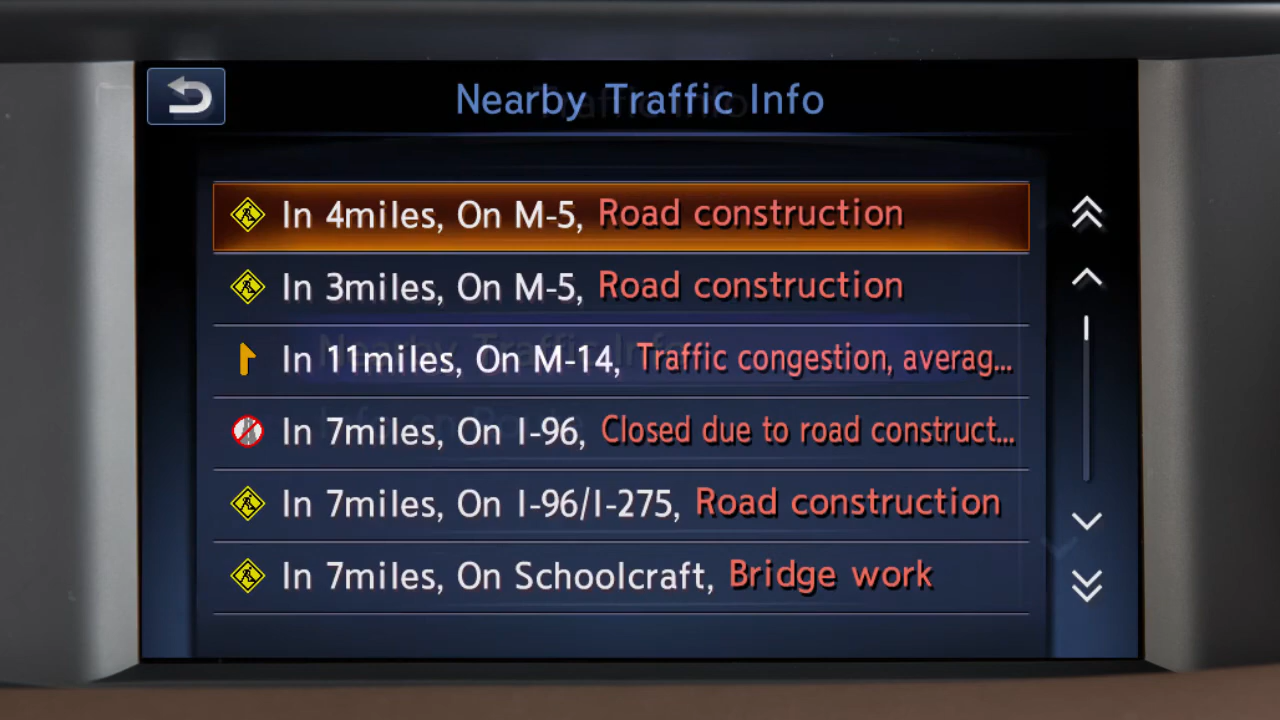 Nearby Traffic Info
In 4miles, On M-5, Road construction
In 3miles, On M-5, Road construction
In 11miles, On M-14, Traffic congestion, averag...
In 7miles, On I-96, Closed due to road construct...
In 7miles, On I-96/I-275, Road construction
In 7miles, On Schoolcraft, Bridge work